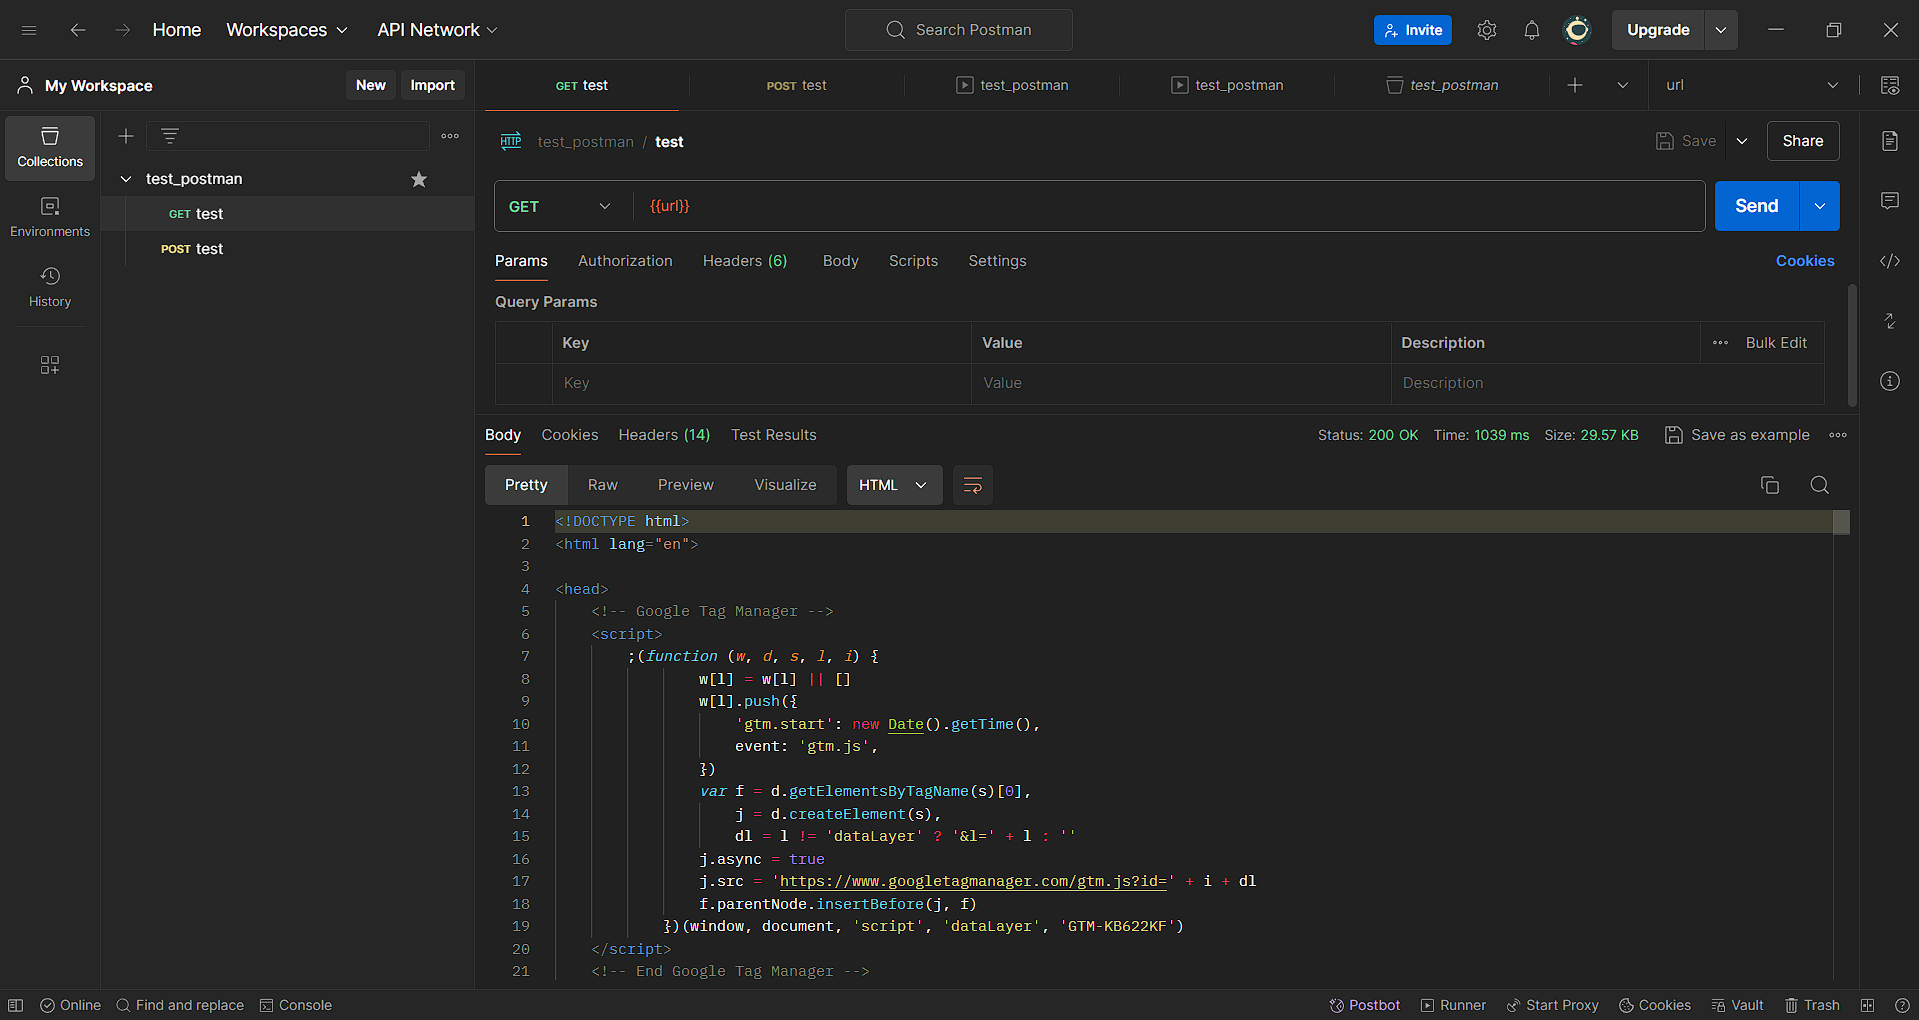 Home Workspaces API Network Search Postman Invite Upgrade
My Workspace New Import GET test POST test test_postman test_postman test_postman url
Collections
Environments
History
test_postman
GET test
POST test
HTTP test_postman / test Save Share
GET {{url}} Send
Params Authorization Headers (6) Body Scripts Settings Cookies
Query Params
Key Value Description Bulk Edit
Key Value Description
Body Cookies Headers (14) Test Results Status: 200 OK Time: 1039 ms Size: 29.57 KB Save as example
Pretty Raw Preview Visualize HTML
1 <!DOCTYPE html>
2 <html lang="en">
3
4 <head>
5 <!-- Google Tag Manager -->
6 <script>
7 ;(function (w, d, s, l, i) {
8 w[l] = w[l] || []
9 w[l].push({
10 'gtm.start': new Date().getTime(),
11 event: 'gtm.js',
12 })
13 var f = d.getElementsByTagName(s)[0],
14 j = d.createElement(s),
15 dl = l != 'dataLayer' ? '&l=' + l : ''
16 j.async = true
17 j.src = 'https://www.googletagmanager.com/gtm.js?id=' + i + dl
18 f.parentNode.insertBefore(j, f)
19 })(window, document, 'script', 'dataLayer', 'GTM-KB622KF')
20 </script>
21 <!-- End Google Tag Manager -->
Online Find and replace Console Postbot Runner Start Proxy Cookies Vault Trash